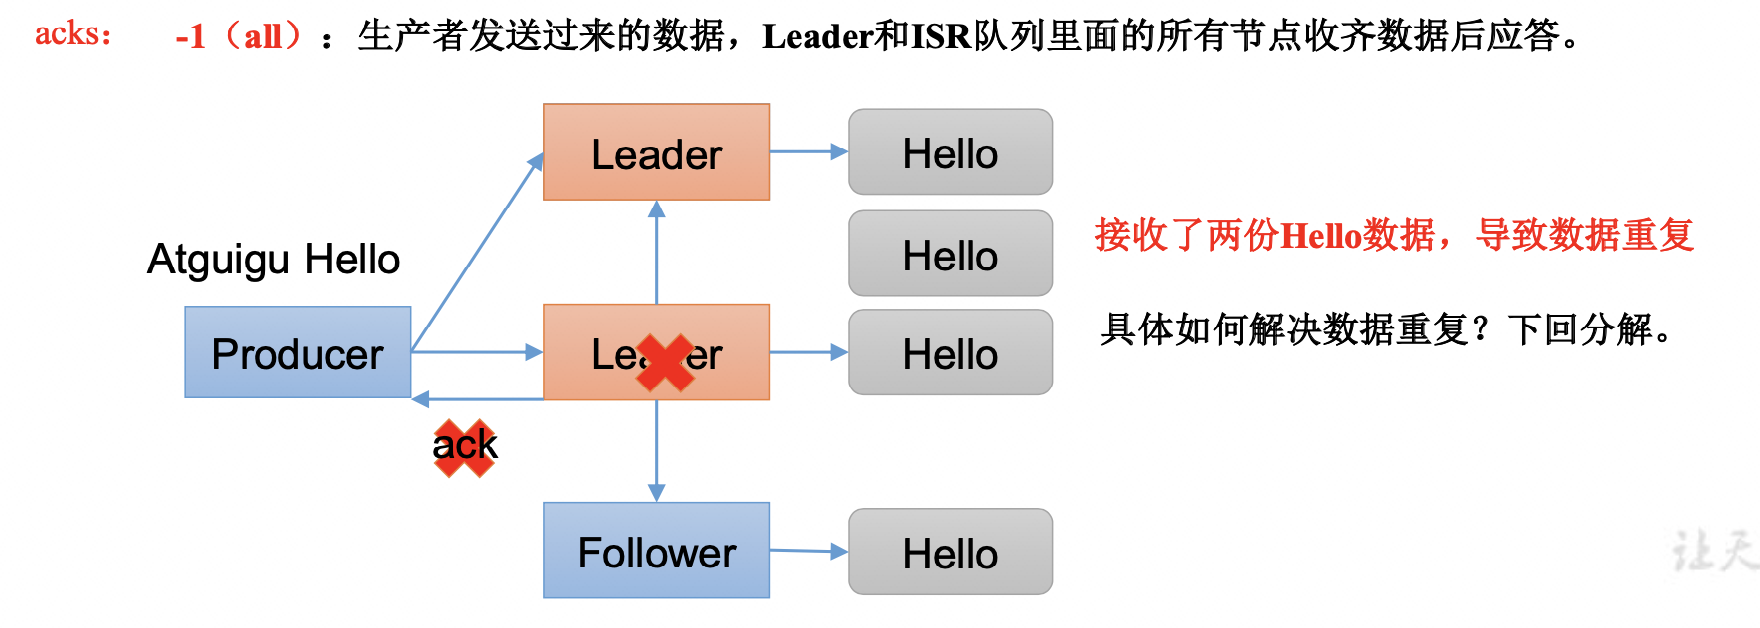 acks： -1（all）：生产者发送过来的数据，Leader和ISR队列里面的所有节点收齐数据后应答。
Leader
Hello
Hello
接收了两份Hello数据，导致数据重复
Atguigu Hello
Producer
Leader
Hello
具体如何解决数据重复？下回分解。
ack
Follower
Hello
让天